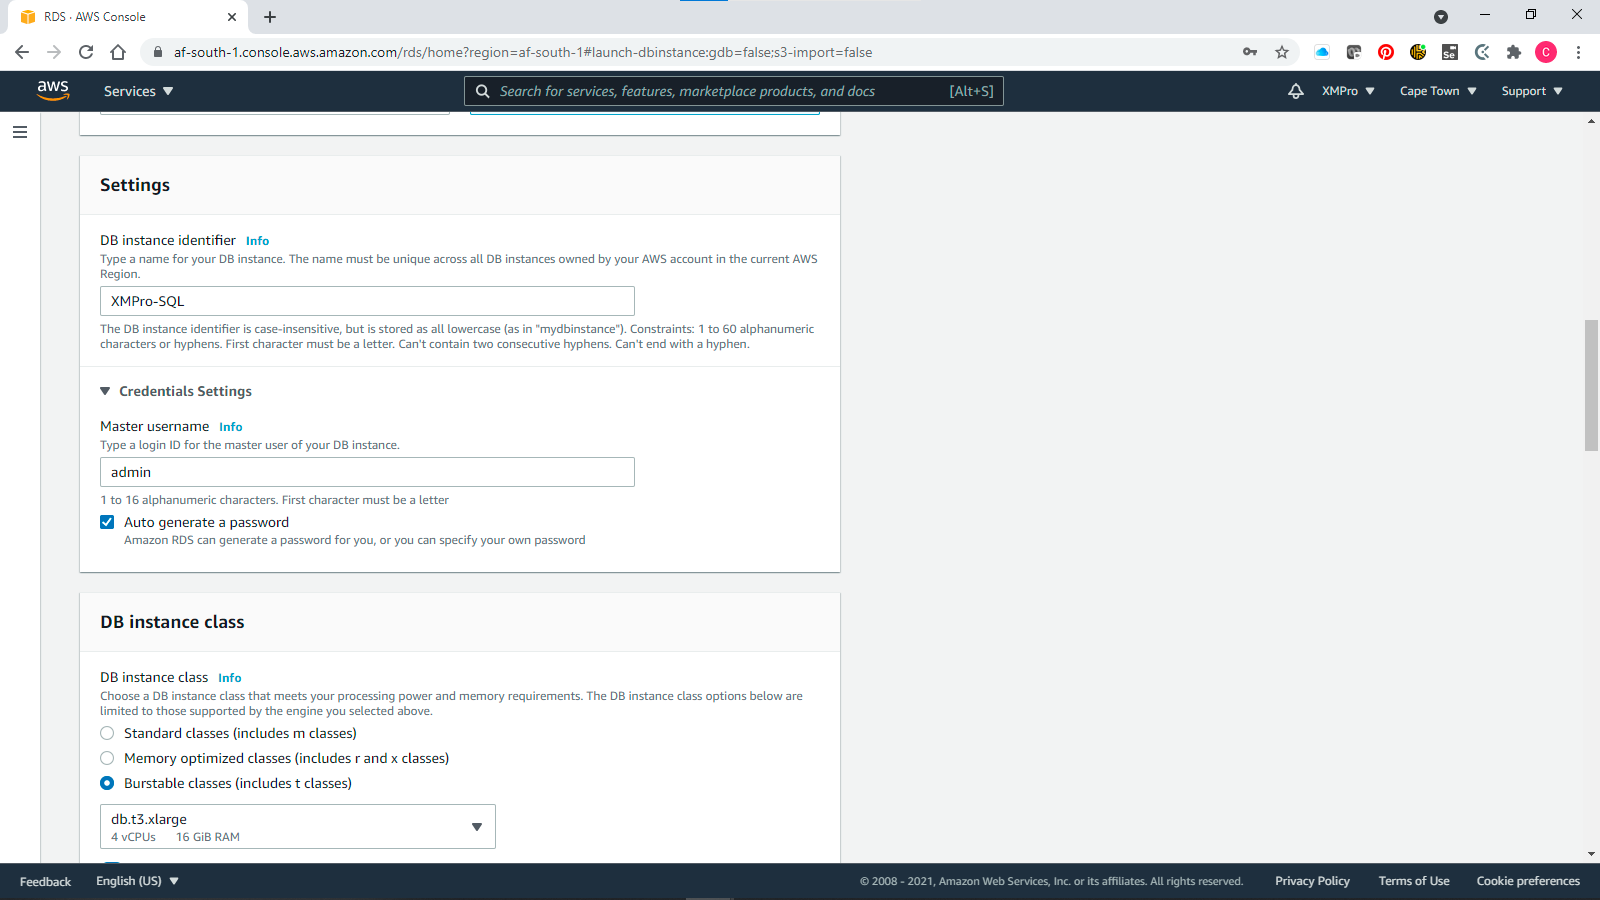 RDS · AWS Console
af-south-1.console.aws.amazon.com/rds/home?region=af-south-1#launch-dbinstance:gdb=false;s3-import=false
Se
C
aws
Services
Search for services, features, marketplace products, and docs
[Alt+S]
XMPro
Cape Town
Support
Settings
DB instance identifier Info
Type a name for your DB instance. The name must be unique across all DB instances owned by your AWS account in the current AWS
Region.
XMPro-SQL
The DB instance identifier is case-insensitive, but is stored as all lowercase (as in "mydbinstance"). Constraints: 1 to 60 alphanumeric
characters or hyphens. First character must be a letter. Can't contain two consecutive hyphens. Can't end with a hyphen.
Credentials Settings
Master username Info
Type a login ID for the master user of your DB instance.
admin
1 to 16 alphanumeric characters. First character must be a letter
Auto generate a password
Amazon RDS can generate a password for you, or you can specify your own password
DB instance class
DB instance class Info
Choose a DB instance class that meets your processing power and memory requirements. The DB instance class options below are
limited to those supported by the engine you selected above.
Standard classes (includes m classes)
Memory optimized classes (includes r and x classes)
Burstable classes (includes t classes)
db.t3.xlarge
4 vCPUs 16 GiB RAM
Feedback
English (US)
© 2008 - 2021, Amazon Web Services, Inc. or its affiliates. All rights reserved.
Privacy Policy
Terms of Use
Cookie preferences